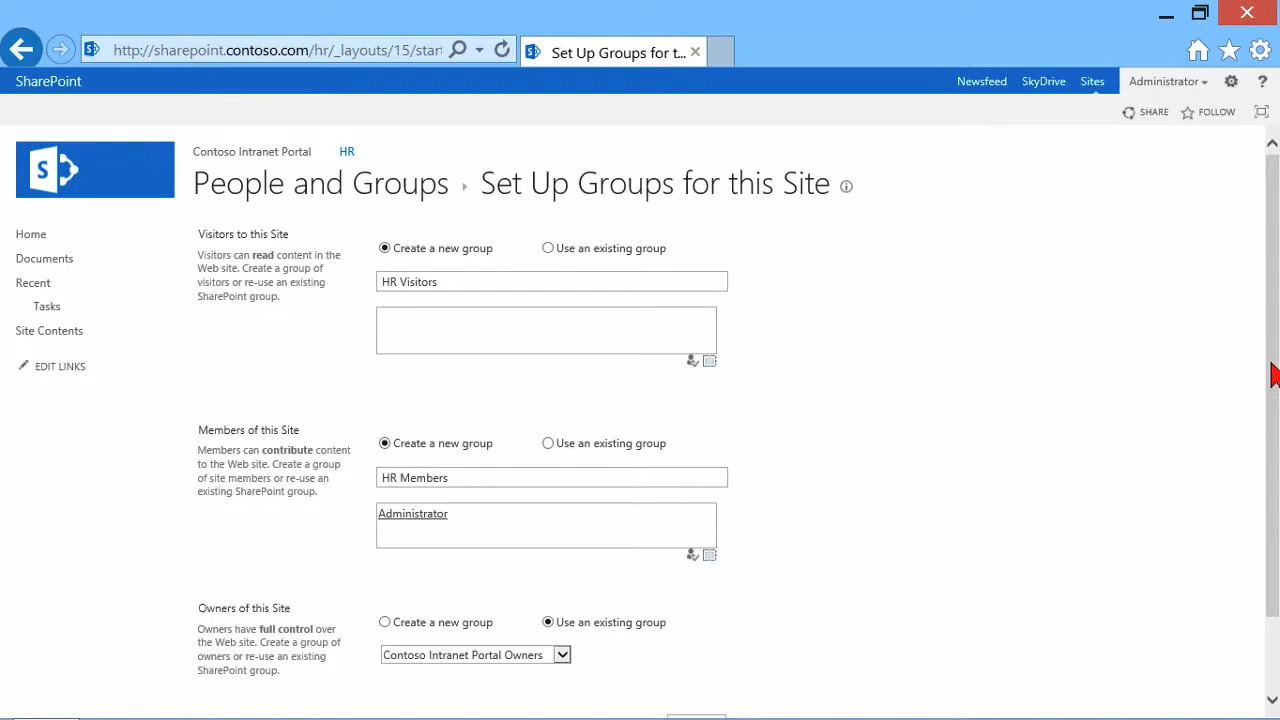 http://sharepoint.contoso.com/hr/_layouts/15/start
Set Up Groups for t...
SharePoint
Newsfeed SkyDrive Sites Administrator ?
SHARE FOLLOW
S
Contoso Intranet Portal HR
People and Groups › Set Up Groups for this Site
Home
Documents
Recent
Tasks
Site Contents
EDIT LINKS
Visitors to this Site
Visitors can read content in the
Web site. Create a group of
visitors or re-use an existing
SharePoint group.
Create a new group Use an existing group
HR Visitors
Members of this Site
Members can contribute content
to the Web site. Create a group
of site members or re-use an
existing SharePoint group.
Create a new group Use an existing group
HR Members
Administrator
Owners of this Site
Owners have full control over
the Web site. Create a group of
owners or re-use an existing
SharePoint group.
Create a new group Use an existing group
Contoso Intranet Portal Owners